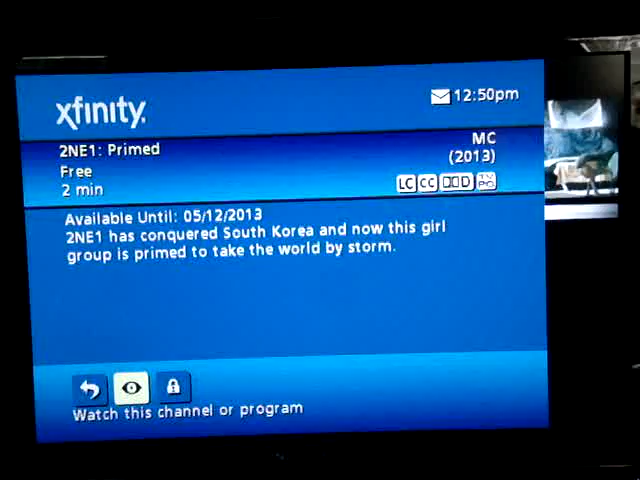 xfinity.
12:50pm
2NE1: Primed
MC
Free
(2013)
2 min
LC CC DDD TV PG
Available Until: 05/12/2013
2NE1 has conquered South Korea and now this girl
group is primed to take the world by storm.
Watch this channel or program